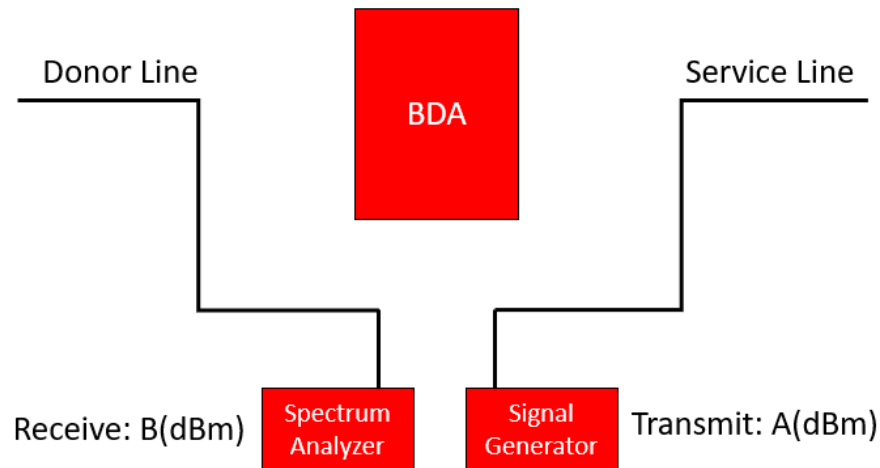 Donor Line
Service Line
BDA
Receive: B(dBm)
Spectrum
Analyzer
Signal
Generator
Transmit: A(dBm)